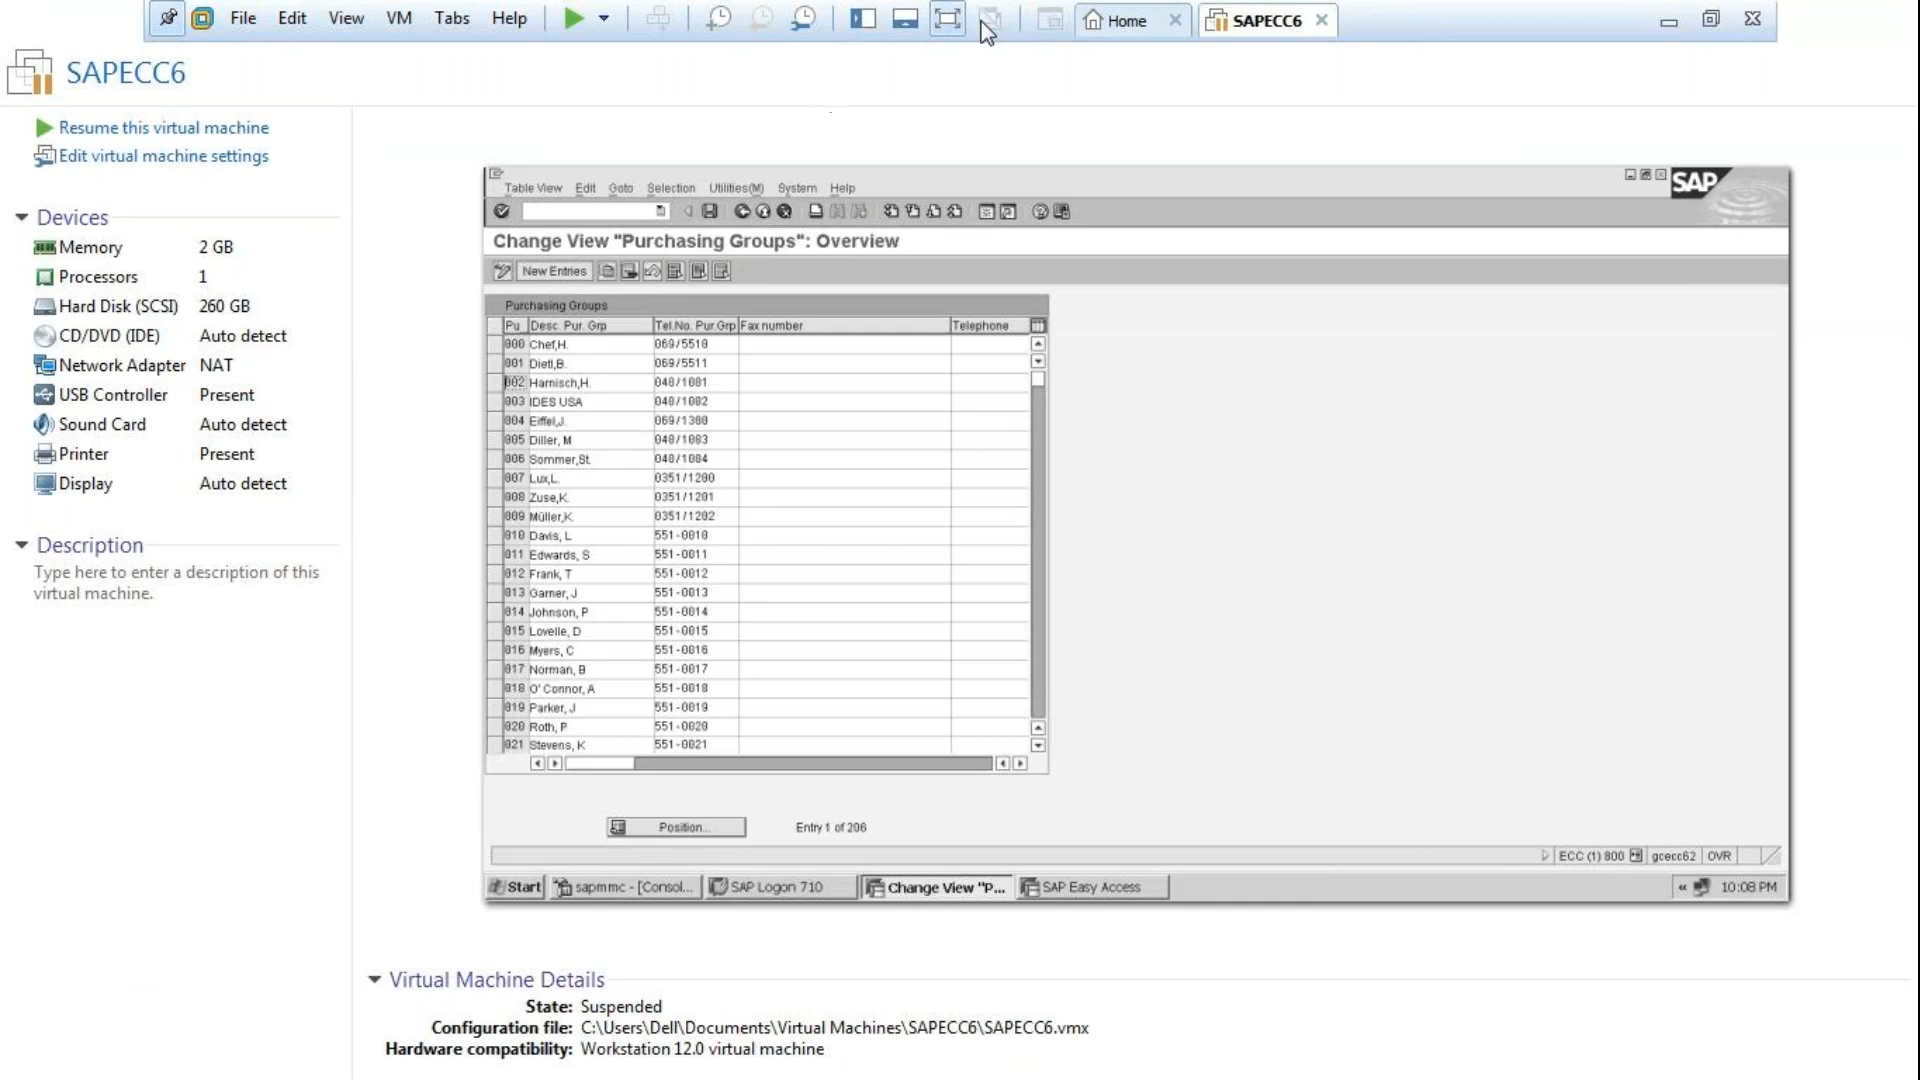 File Edit View VM Tabs Help Home SAPECC6
SAPECC6
Resume this virtual machine
Edit virtual machine settings
Devices
Memory 2 GB
Processors 1
Hard Disk (SCSI) 260 GB
CD/DVD (IDE) Auto detect
Network Adapter NAT
USB Controller Present
Sound Card Auto detect
Printer Present
Display Auto detect
Description
Type here to enter a description of this
virtual machine.
Table View Edit Goto Selection Utilities(M) System Help SAP
Change View "Purchasing Groups": Overview
New Entries
Purchasing Groups
Pu Desc. Pur. Grp Tel.No. Pur.Grp Fax number Telephone
000 Chef,H. 069/5510
001 Dietl,B. 069/5511
002 Harnisch,H. 040/1001
003 IDES USA 040/1002
004 Eiffel,J. 069/1300
005 Diller, M 040/1003
006 Sommer,St. 040/1004
007 Lux,L. 0351/1200
008 Zuse,K. 0351/1201
009 Müller,K. 0351/1202
010 Davis, L 551-0010
011 Edwards, S 551-0011
012 Frank, T 551-0012
013 Garner, J 551-0013
014 Johnson, P 551-0014
015 Lovelle, D 551-0015
016 Myers, C 551-0016
017 Norman, B 551-0017
018 O' Connor, A 551-0018
019 Parker, J 551-0019
020 Roth, P 551-0020
021 Stevens, K 551-0021
Position... Entry 1 of 206
ECC (1) 800 gcecc62 OVR
Start sapmmc - [Consol... SAP Logon 710 Change View "P... SAP Easy Access « 10:08 PM
Virtual Machine Details
State: Suspended
Configuration file: C:\Users\Dell\Documents\Virtual Machines\SAPECC6\SAPECC6.vmx
Hardware compatibility: Workstation 12.0 virtual machine